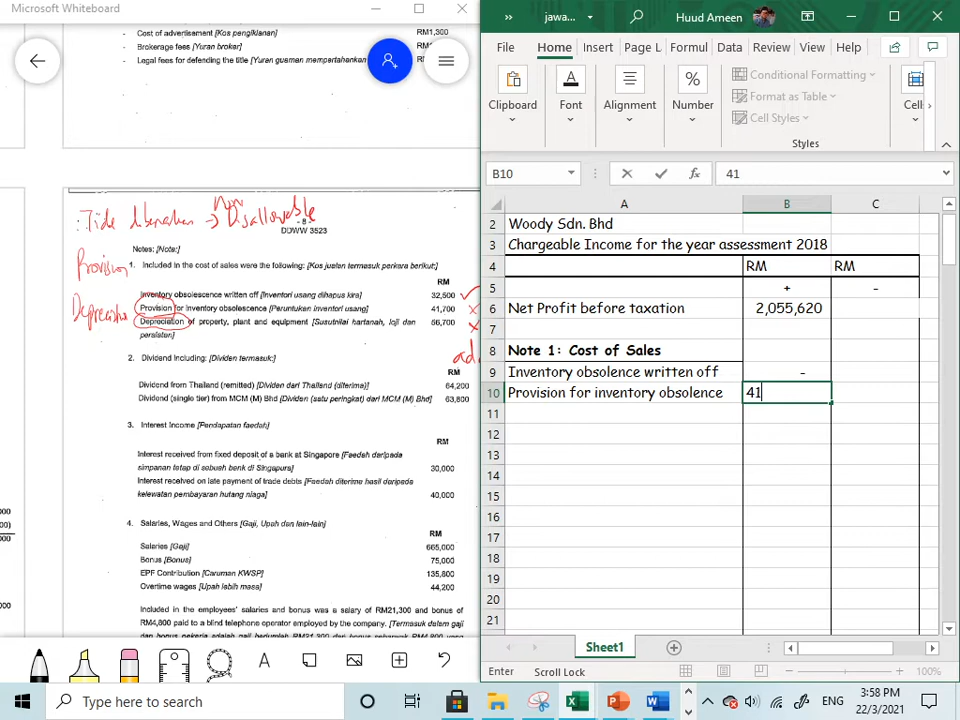 Microsoft Whiteboard
- Cost of advertisement [Kos pengiklanan] RM1,300
- Brokerage fees [Yuran broker]
- Legal fees for defending the title [Yuran guaman mempertahankan
Non
Disallowable
DDWW 3523
Provision
Depreciation
Notes: [Nota:]
1. Included in the cost of sales were the following: [Kos jualan termasuk perkara berikut:]
RM
Inventory obsolescence written off [Inventori usang dihapus kira] 32,500
Provision for inventory obsolescence [Peruntukan inventori usang] 41,700
Depreciation of property, plant and equipment [Susutnilai hartanah, loji dan 56,700
peralatan]
2. Dividend including: [Dividen termasuk:]
RM
Dividend from Thailand (remitted) [Dividen dari Thailand (diterima)] 64,200
Dividend (single tier) from MCM (M) Bhd [Dividen (satu peringkat) dari MCM (M) Bhd] 63,800
3. Interest Income [Pendapatan faedah]
RM
Interest received from fixed deposit of a bank at Singapore [Faedah daripada
simpanan tetap di sebuah bank di Singapura] 30,000
Interest received on late payment of trade debts [Faedah diterima hasil daripada
kelewatan pembayaran hutang niaga] 40,000
4. Salaries, Wages and Others [Gaji, Upah dan lain-lain]
RM
Salaries [Gaji] 665,000
Bonus [Bonus] 75,000
EPF Contribution [Caruman KWSP] 135,800
Overtime wages [Upah lebih masa] 44,200
Included in the employees' salaries and bonus was a salary of RM21,300 and bonus of
RM4,800 paid to a blind telephone operator employed by the company. [Termasuk dalam gaji
jawa... Huud Ameen
File Home Insert Page L Formul Data Review View Help
Clipboard Font Alignment Number
Conditional Formatting
Format as Table
Cell Styles
Styles
Cell
B10 fx 41
A B C
2 Woody Sdn. Bhd
3 Chargeable Income for the year assessment 2018
4 RM RM
5 + -
6 Net Profit before taxation 2,055,620
7
8 Note 1: Cost of Sales
9 Inventory obsolence written off -
10 Provision for inventory obsolence 41
11
12
13
14
15
16
17
18
19
20
21
Sheet1
Enter Scroll Lock 100%
Type here to search
ENG
3:58 PM
22/3/2021